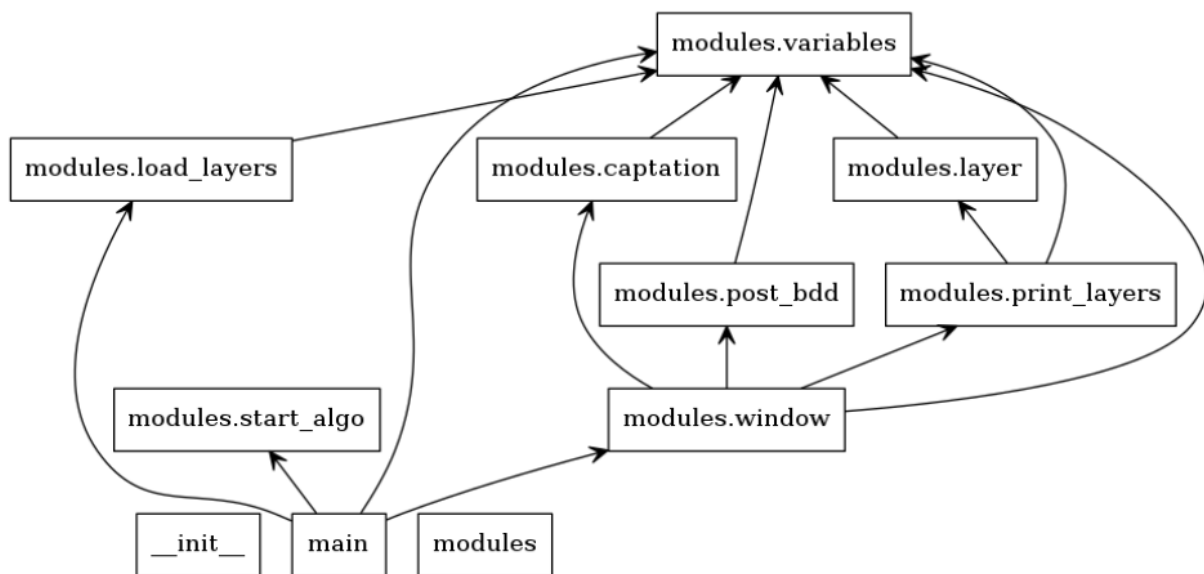 modules.variables
modules.load_layers
modules.captation
modules.layer
modules.post_bdd
modules.print_layers
modules.start_algo
modules.window
__init__
main
modules